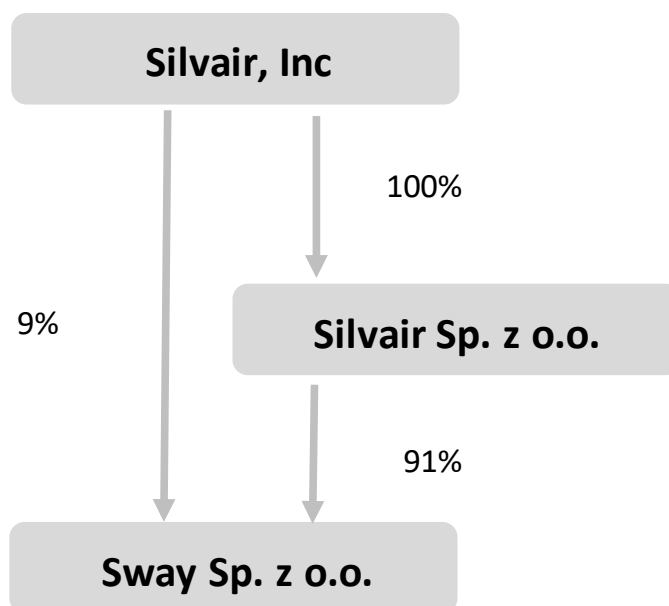 Silvair, Inc
100%
9%
Silvair Sp. z o.o.
91%
Sway Sp. z o.o.